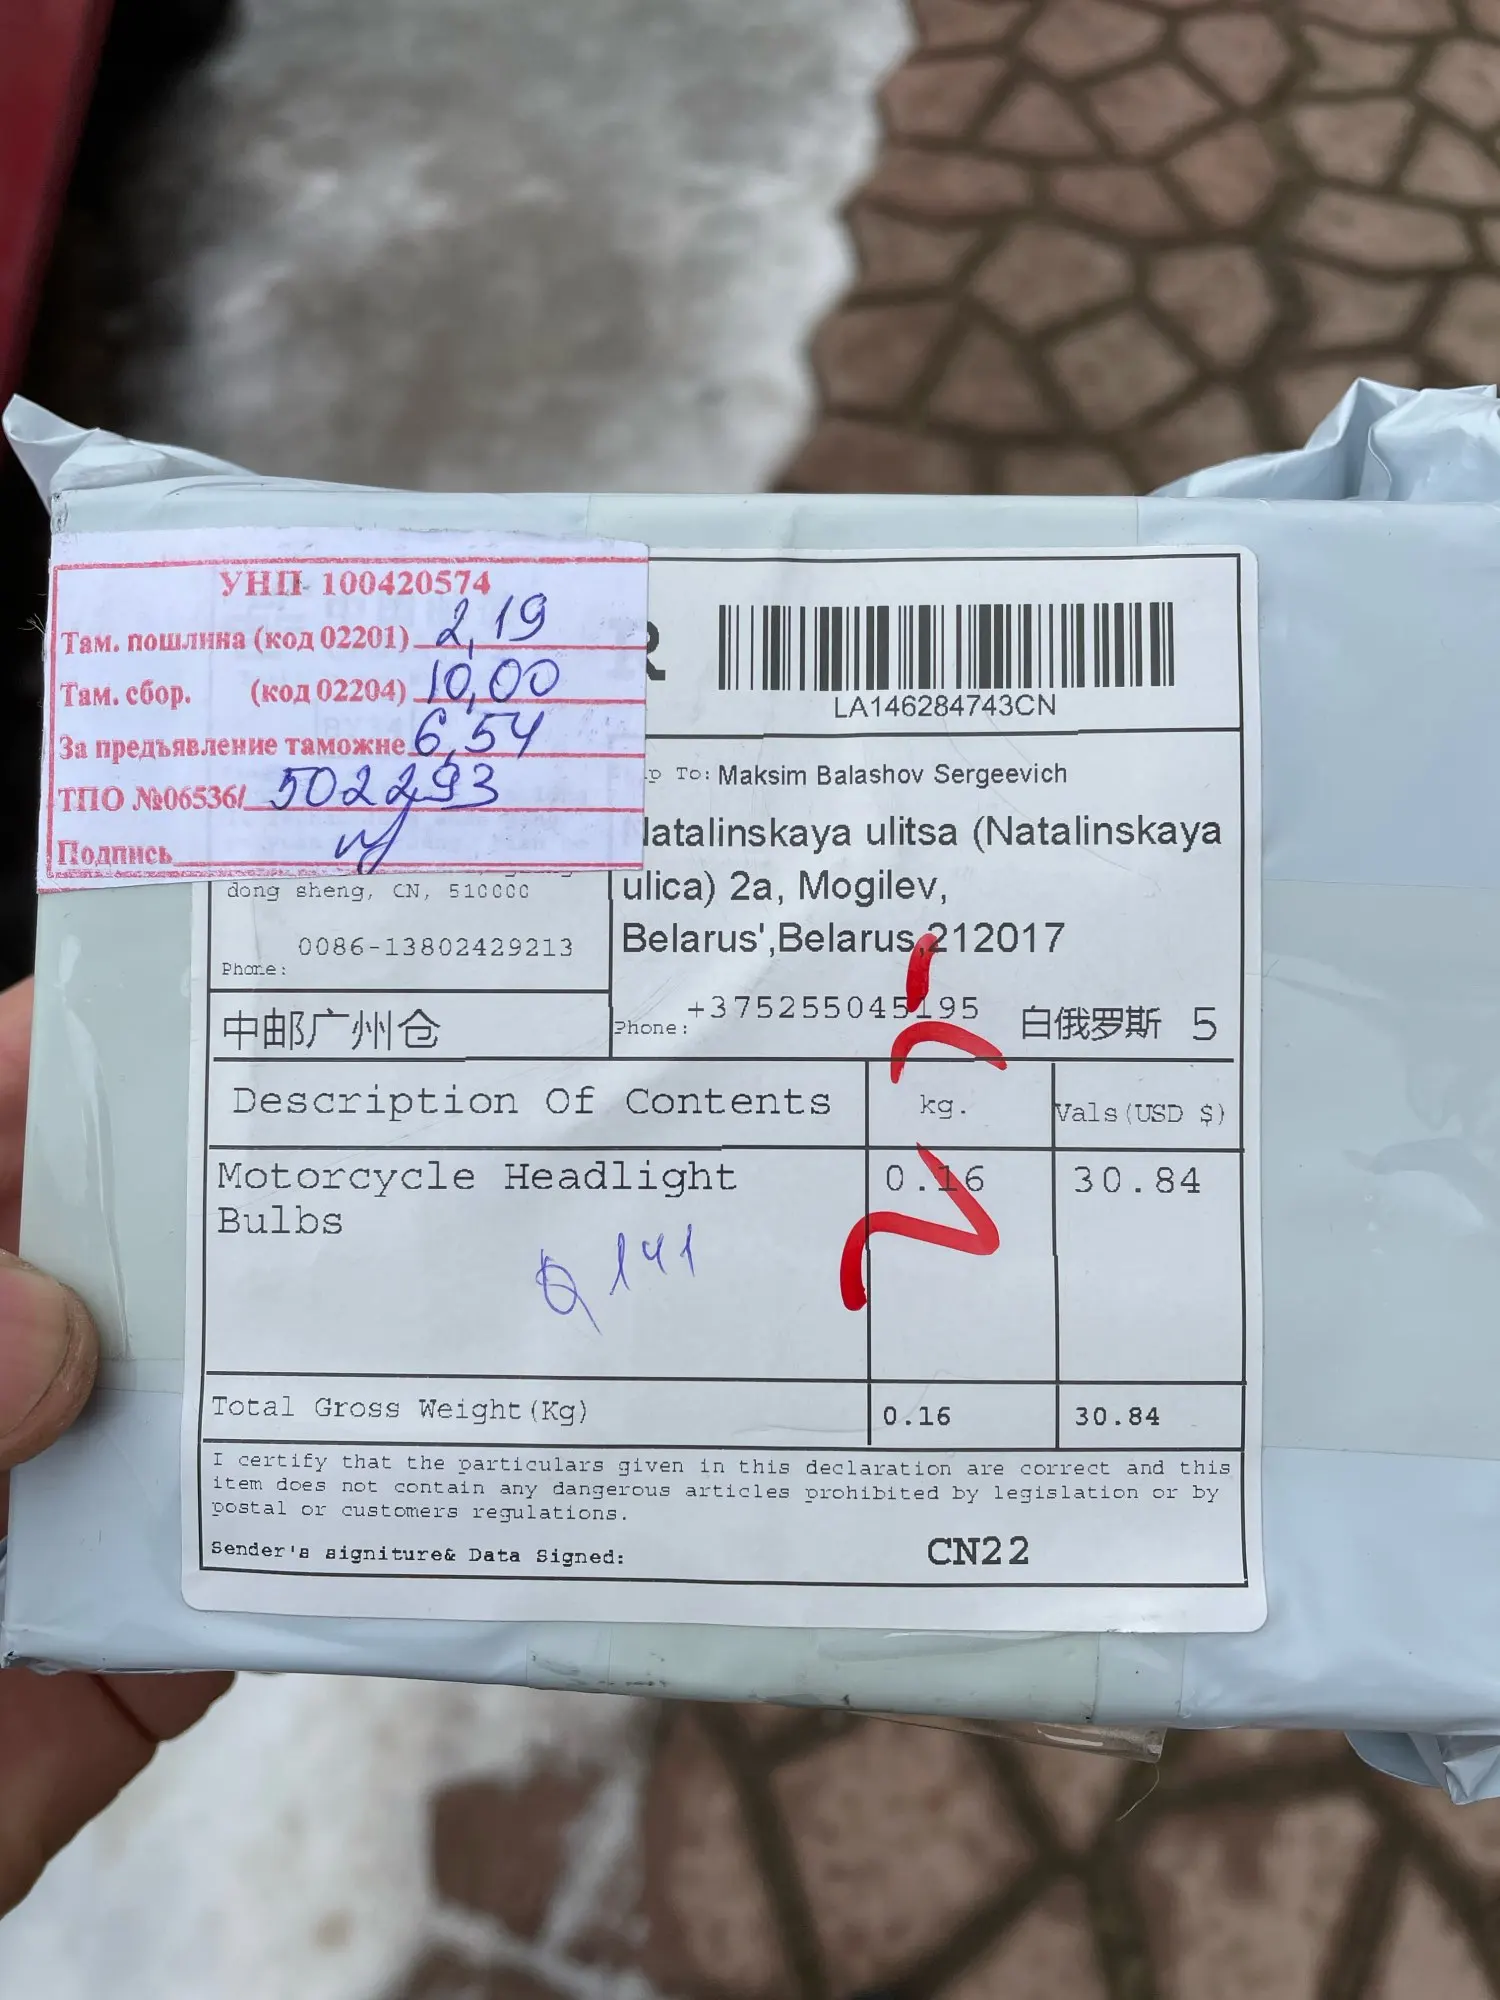 УНП 100420574
Там. пошлина (код 02201) 2,19
Там. сбор. (код 02204) 10,00
За предъявление таможне 6,54
ТПО №06536/ 502293
Подпись
R
LA146284743CN
To: Maksim Balashov Sergeevich
Natalinskaya ulitsa (Natalinskaya
ulica) 2a, Mogilev,
Belarus',Belarus,212017
+375255045195
Phone:
白俄罗斯 5
dong sheng, CN, 510000
0086-13802429213
Phone:
中邮广州仓
Description Of Contents kg. Vals(USD $)
Motorcycle Headlight 0.16 30.84
Bulbs
Q 141
Total Gross Weight(Kg) 0.16 30.84
I certify that the particulars given in this declaration are correct and this
item does not contain any dangerous articles prohibited by legislation or by
postal or customers regulations.
Sender's signiture& Data Signed:
CN22